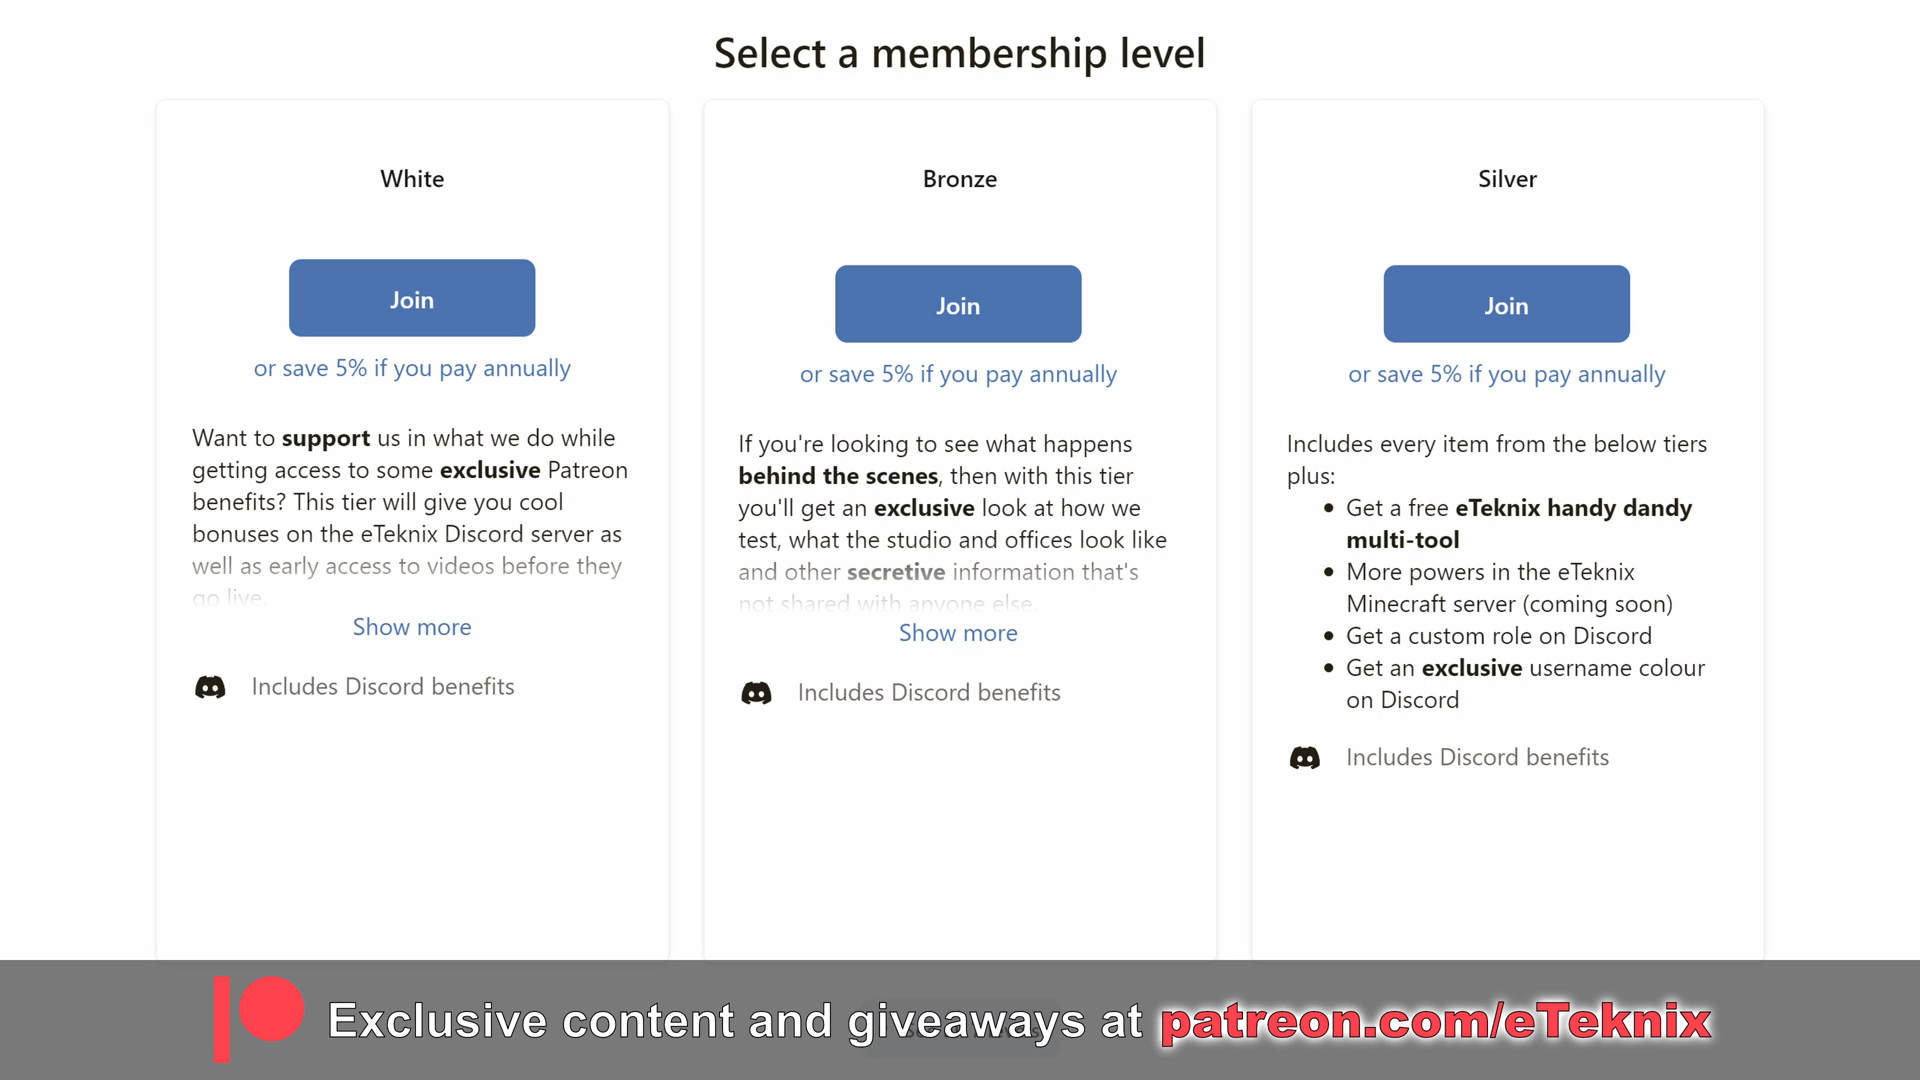 Select a membership level
White
Join
or save 5% if you pay annually
Want to support us in what we do while
getting access to some exclusive Patreon
benefits? This tier will give you cool
bonuses on the eTeknix Discord server as
well as early access to videos before they
go live.
Show more
Includes Discord benefits
Bronze
Join
or save 5% if you pay annually
If you're looking to see what happens
behind the scenes, then with this tier
you'll get an exclusive look at how we
test, what the studio and offices look like
and other secretive information that's
not shared with anyone else.
Show more
Includes Discord benefits
Silver
Join
or save 5% if you pay annually
Includes every item from the below tiers
plus:
• Get a free eTeknix handy dandy
multi-tool
• More powers in the eTeknix
Minecraft server (coming soon)
• Get a custom role on Discord
• Get an exclusive username colour
on Discord
Includes Discord benefits
Exclusive content and giveaways at patreon.com/eTeknix